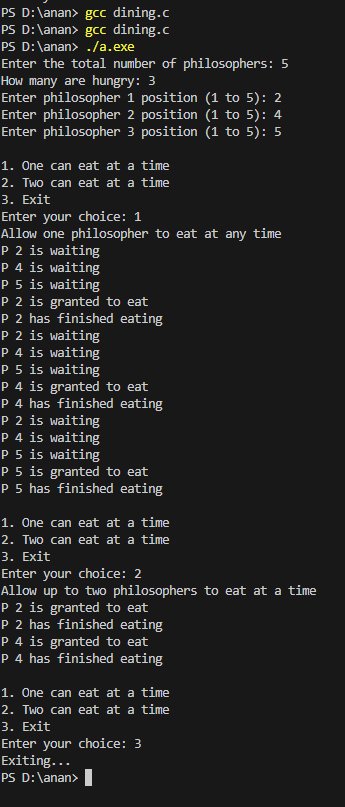 PS D:\anan> gcc dining.c
PS D:\anan> gcc dining.c
PS D:\anan> ./a.exe
Enter the total number of philosophers: 5
How many are hungry: 3
Enter philosopher 1 position (1 to 5): 2
Enter philosopher 2 position (1 to 5): 4
Enter philosopher 3 position (1 to 5): 5

1. One can eat at a time
2. Two can eat at a time
3. Exit
Enter your choice: 1
Allow one philosopher to eat at any time
P 2 is waiting
P 4 is waiting
P 5 is waiting
P 2 is granted to eat
P 2 has finished eating
P 2 is waiting
P 4 is waiting
P 5 is waiting
P 4 is granted to eat
P 4 has finished eating
P 2 is waiting
P 4 is waiting
P 5 is waiting
P 5 is granted to eat
P 5 has finished eating

1. One can eat at a time
2. Two can eat at a time
3. Exit
Enter your choice: 2
Allow up to two philosophers to eat at a time
P 2 is granted to eat
P 2 has finished eating
P 4 is granted to eat
P 4 has finished eating

1. One can eat at a time
2. Two can eat at a time
3. Exit
Enter your choice: 3
Exiting...
PS D:\anan>